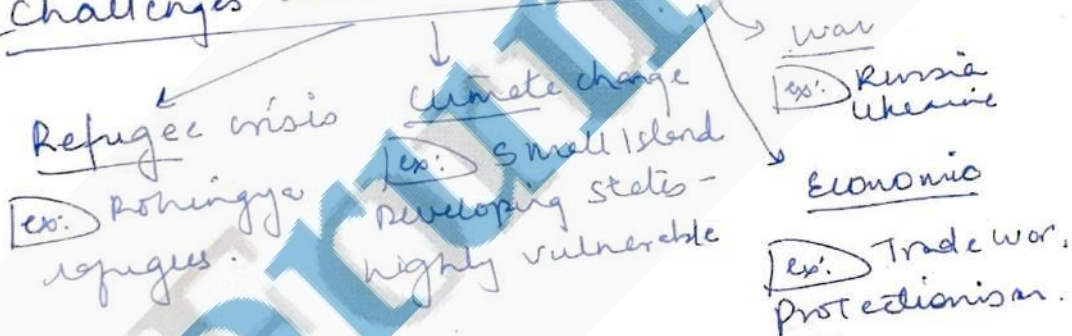 Challenges
Refugee crisis
ex: Rohingya
refugees.
Climate change
ex: Small Island
Developing States -
highly vulnerable
war
ex: Russia
Ukraine
Economic
ex: Trade war,
protectionism.